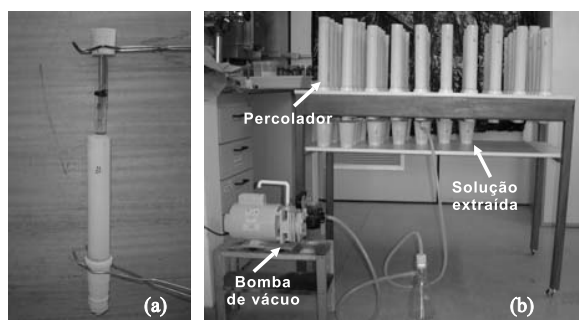 Percolador
Solução
extraída
Bomba
de vácuo
(a)
(b)